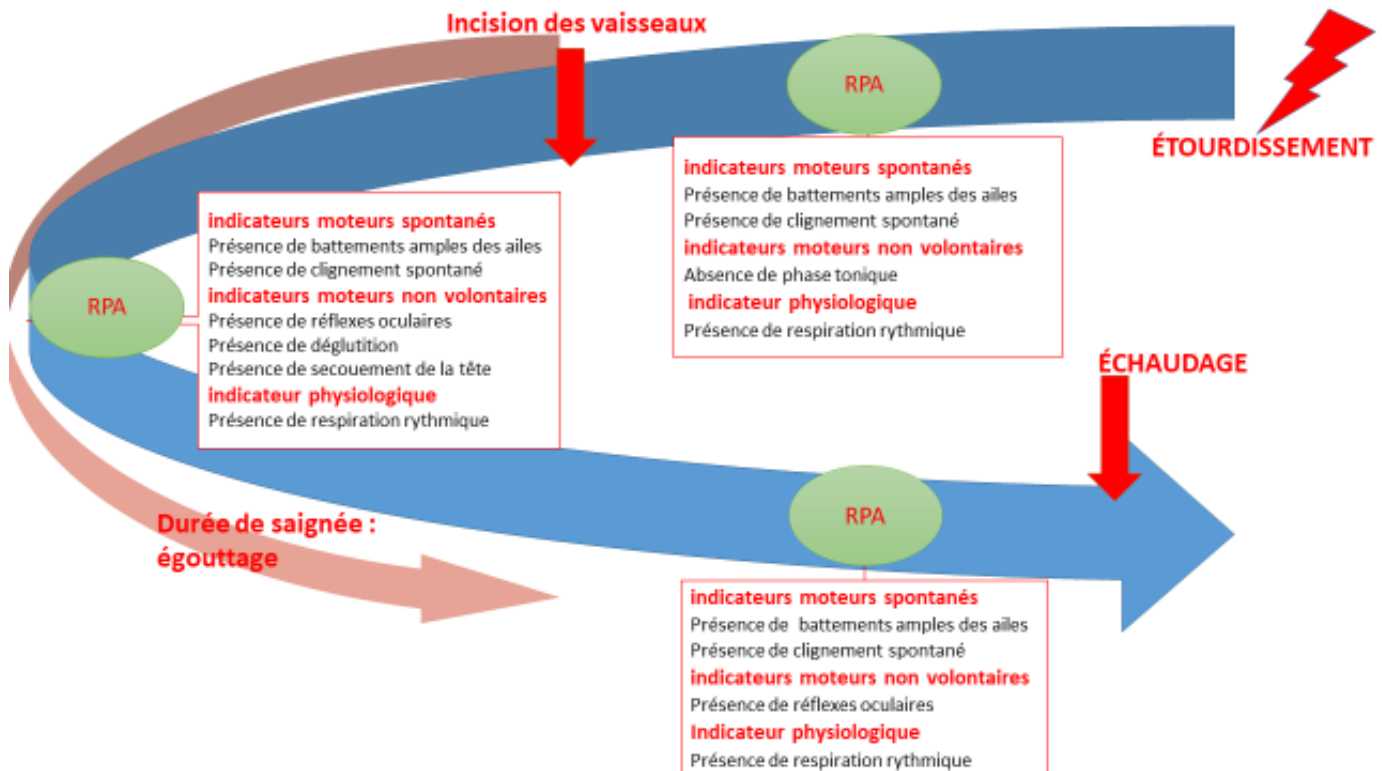 Incision des vaisseaux
RPA
ÉTOURDISSEMENT
indicateurs moteurs spontanés
Présence de battements amples des ailes
Présence de clignement spontané
indicateurs moteurs non volontaires
Absence de phase tonique
indicateur physiologique
Présence de respiration rythmique
RPA
indicateurs moteurs spontanés
Présence de battements amples des ailes
Présence de clignement spontané
indicateurs moteurs non volontaires
Présence de réflexes oculaires
Présence de déglutition
Présence de secouement de la tête
indicateur physiologique
Présence de respiration rythmique
ÉCHAUDAGE
RPA
Durée de saignée :
égouttage
indicateurs moteurs spontanés
Présence de battements amples des ailes
Présence de clignement spontané
indicateurs moteurs non volontaires
Présence de réflexes oculaires
Indicateur physiologique
Présence de respiration rythmique